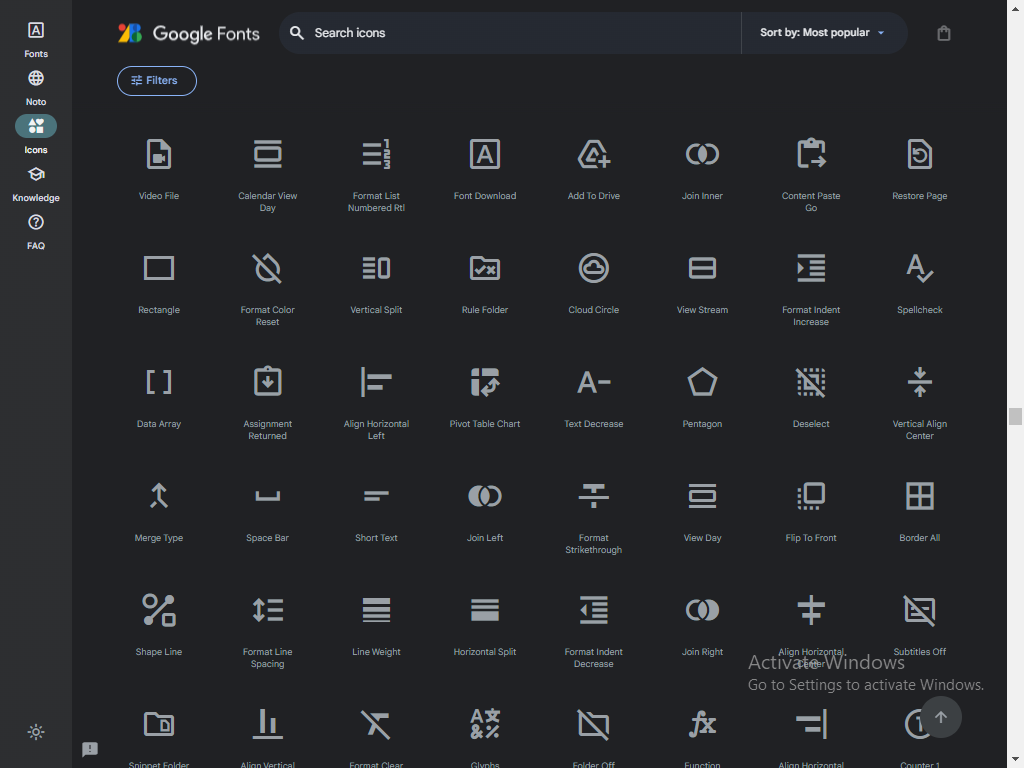 Fonts
Noto
Icons
Knowledge
FAQ
Google Fonts
Search icons
Sort by: Most popular
Filters
Video File
Calendar View
Day
Format List
Numbered Rtl
Font Download
Add To Drive
Join Inner
Content Paste
Go
Restore Page
Rectangle
Format Color
Reset
Vertical Split
Rule Folder
Cloud Circle
View Stream
Format Indent
Increase
Spellcheck
Data Array
Assignment
Returned
Align Horizontal
Left
Pivot Table Chart
Text Decrease
Pentagon
Deselect
Vertical Align
Center
Merge Type
Space Bar
Short Text
Join Left
Format
Strikethrough
View Day
Flip To Front
Border All
Shape Line
Format Line
Spacing
Line Weight
Horizontal Split
Format Indent
Decrease
Join Right
Align Horizontal
Center
Subtitles Off
Activate Windows
Go to Settings to activate Windows.
Snippet Folder
Align Vertical
Format Clear
Glyphs
Folder Off
Function
Align Horizontal
Counter 1